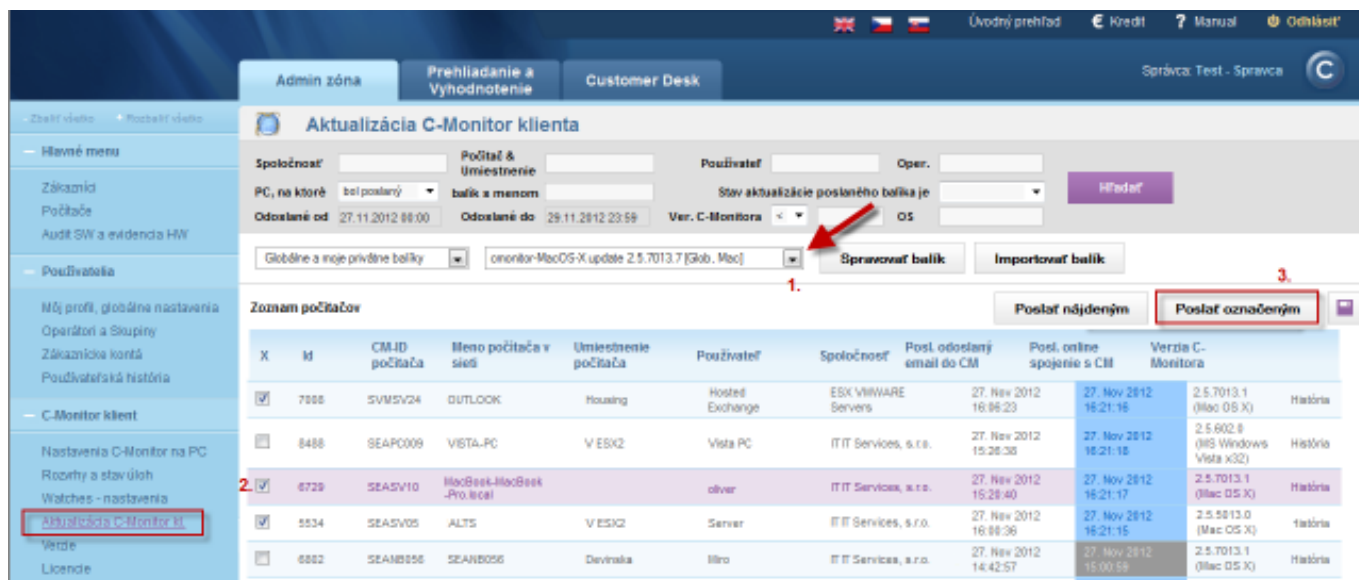 Úvodný prehľad € Kredit ? Manual Odhlásiť
Admin zóna
Prehliadanie a
Vyhodnotenie
Customer Desk
Správca: Test - Spravca
Zbaliť všetko Rozbaliť všetko
Hlavné menu
Zákazníci
Počítače
Audit SW a evidencia HW
Používatelia
Môj profil, globálne nastavenia
Operátori a Skupiny
Zákaznícke kontá
Používateľská história
C-Monitor klient
Nastavenia C-Monitor na PC
Rozvrhy a stav úloh
Watches - nastavenia
Aktualizácia C-Monitor kl.
Verzie
Licencie
Aktualizácia C-Monitor klienta
Spoločnosť Počítač & Umiestnenie Používateľ Oper.
PC, na ktoré bol poslaný balík s menom Stav aktualizácie poslaného balíka je Hľadať
Odoslané od 27.11.2012 00:00 Odoslané do 29.11.2012 23:59 Ver. C-Monitora < OS
Globálne a moje privátne balíky cmonitor-MacOS-X.update 2.5.7013.7 [Glob., Mac] Spravovať balík Importovať balík
1.
3.
Zoznam počítačov Poslať nájdeným Poslať označeným
X Id CM-ID počítača Meno počítača v sieti Umiestnenie počítača Používateľ Spoločnosť Posl. odoslaný email do CM Posl. online spojenie s CM Verzia C-Monitora
7008 SVMSV24 OUTLOOK Housing Hosted Exchange ESX VMWARE Servers 27. Nov 2012 16:06:23 27. Nov 2012 16:21:16 2.5.7013.1 (Mac OS X) História
8488 SEAPC009 VISTA-PC V ESX2 Vista PC IT IT Services, s.r.o. 27. Nov 2012 15:26:38 27. Nov 2012 16:21:18 2.5.602.0 (MS Windows Vista x32) História
2. 6729 SEASV10 MacBook-MacBook-Pro.local oliver IT IT Services, s.r.o. 27. Nov 2012 15:20:40 27. Nov 2012 16:21:17 2.5.7013.1 (Mac OS X) História
5534 SEASV05 ALTS V ESX2 Server IT IT Services, s.r.o. 27. Nov 2012 16:00:36 27. Nov 2012 16:21:15 2.5.5013.0 (Mac OS X) História
6802 SEANB056 SEANB056 Devinska Miro IT IT Services, s.r.o. 27. Nov 2012 14:42:57 27. Nov 2012 15:00:59 2.5.7013.1 (Mac OS X) História